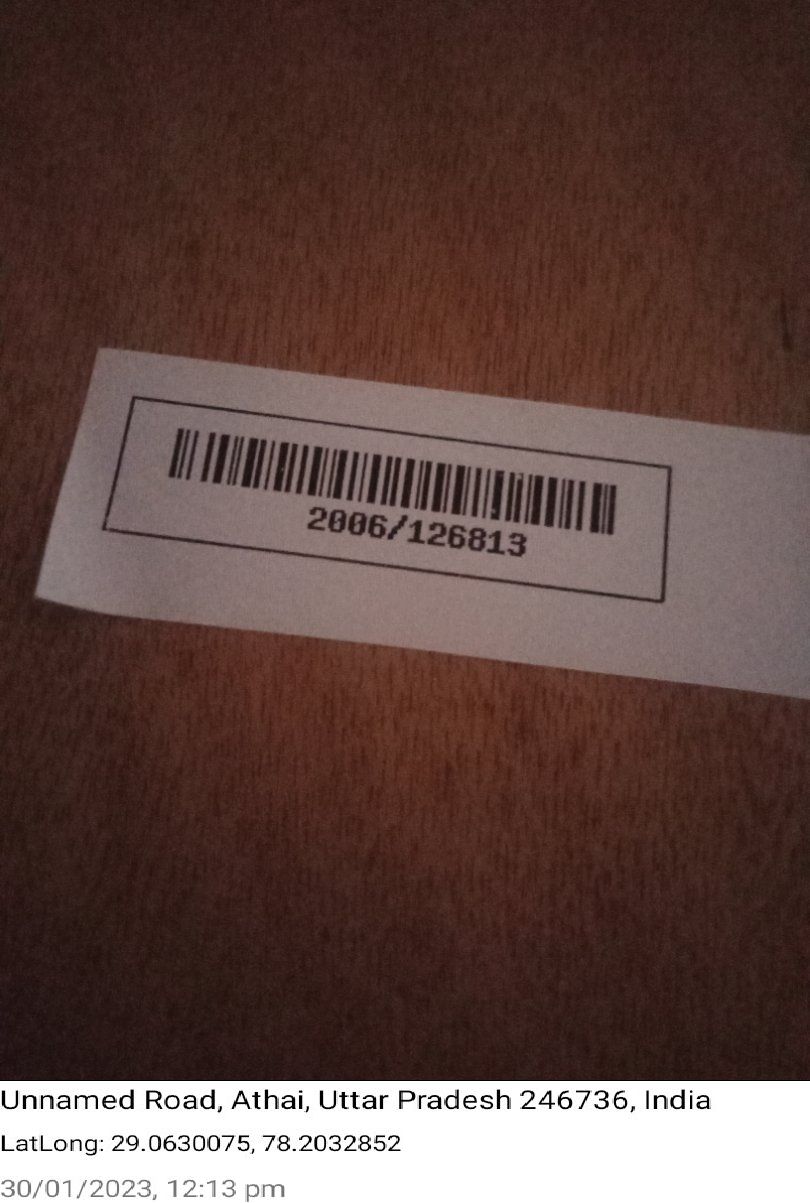 2006/126813
Unnamed Road, Athai, Uttar Pradesh 246736, India
LatLong: 29.0630075, 78.2032852
30/01/2023, 12:13 pm